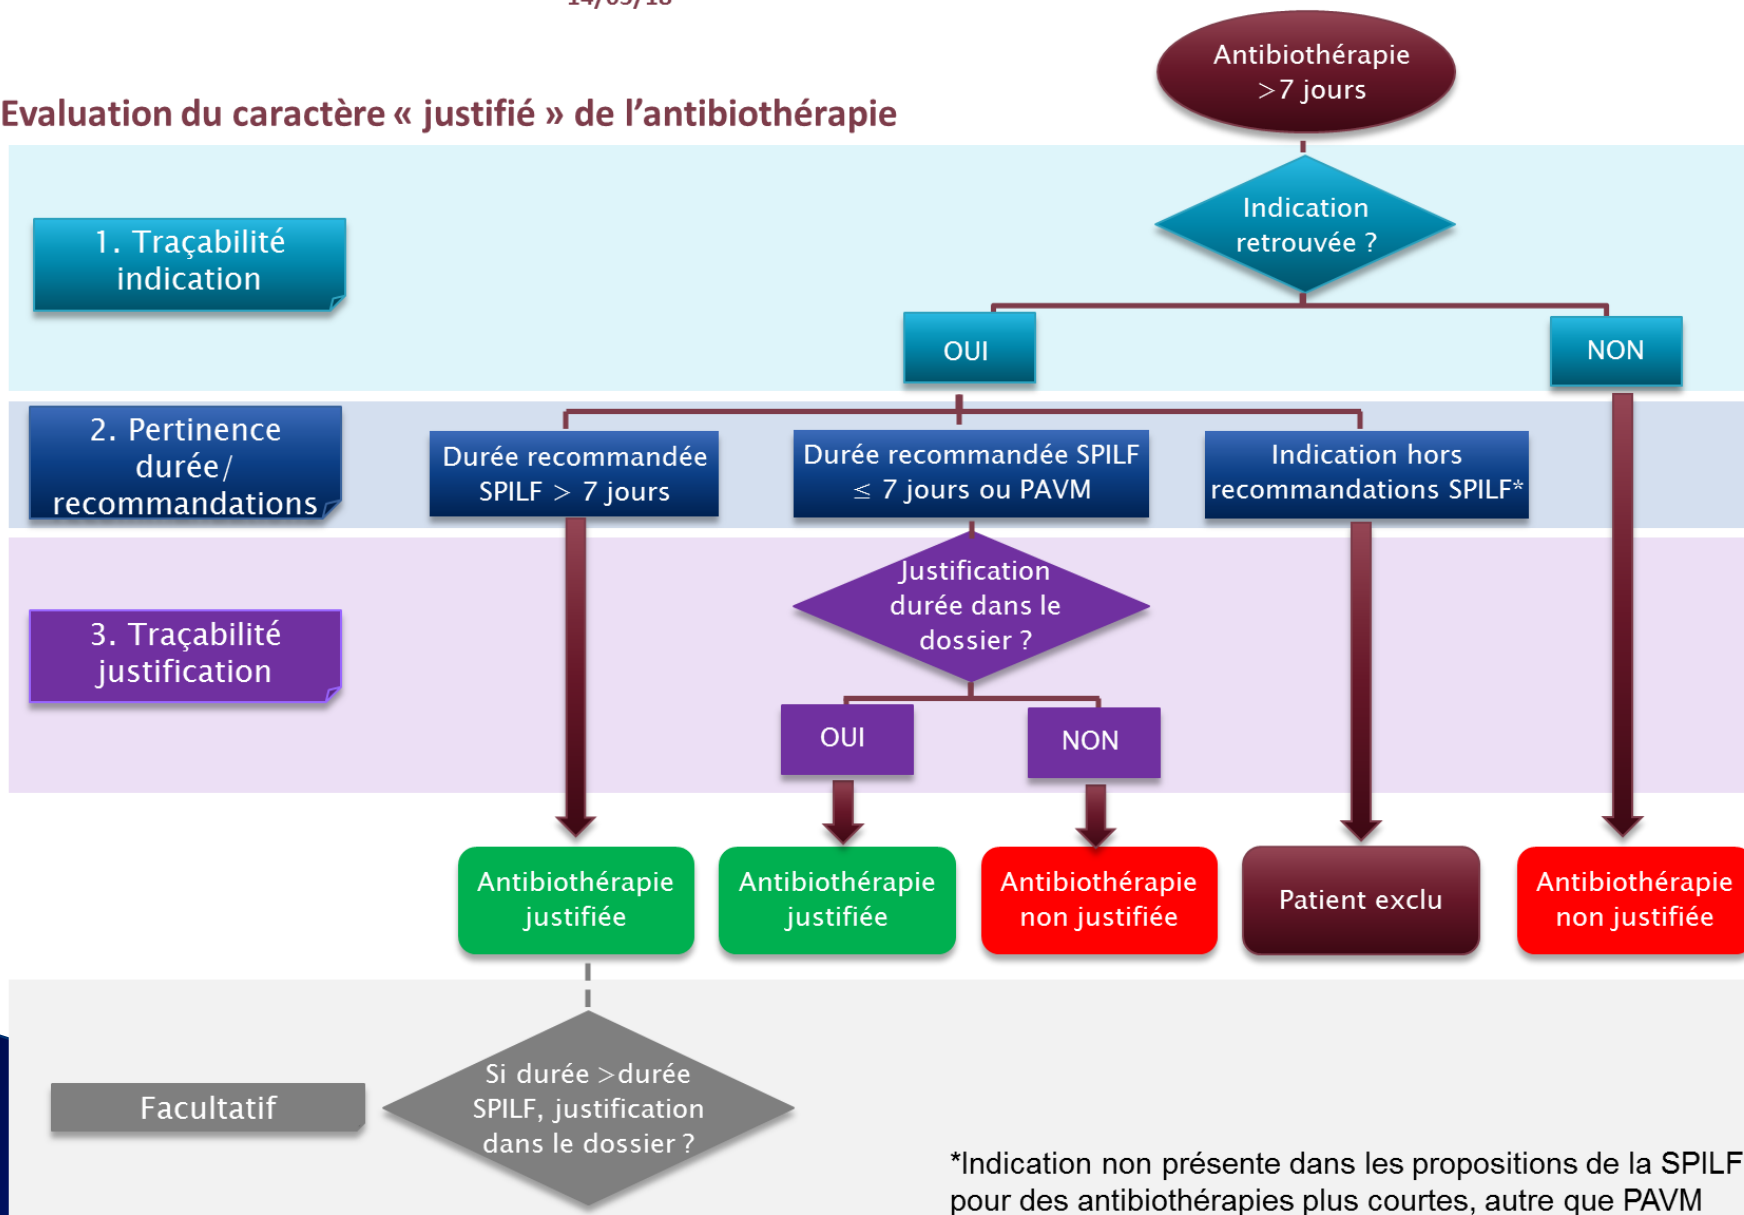 Antibiothérapie
>7 jours
Evaluation du caractère « justifié » de l’antibiothérapie
1. Traçabilité
indication
Indication
retrouvée ?
OUI
NON
2. Pertinence
durée/
recommandations
Durée recommandée
SPILF > 7 jours
Durée recommandée SPILF
≤ 7 jours ou PAVM
Indication hors
recommandations SPILF*
3. Traçabilité
justification
Justification
durée dans le
dossier ?
OUI
NON
Antibiothérapie
justifiée
Antibiothérapie
justifiée
Antibiothérapie
non justifiée
Patient exclu
Antibiothérapie
non justifiée
Facultatif
Si durée >durée
SPILF, justification
dans le dossier ?
*Indication non présente dans les propositions de la SPILF
pour des antibiothérapies plus courtes, autre que PAVM